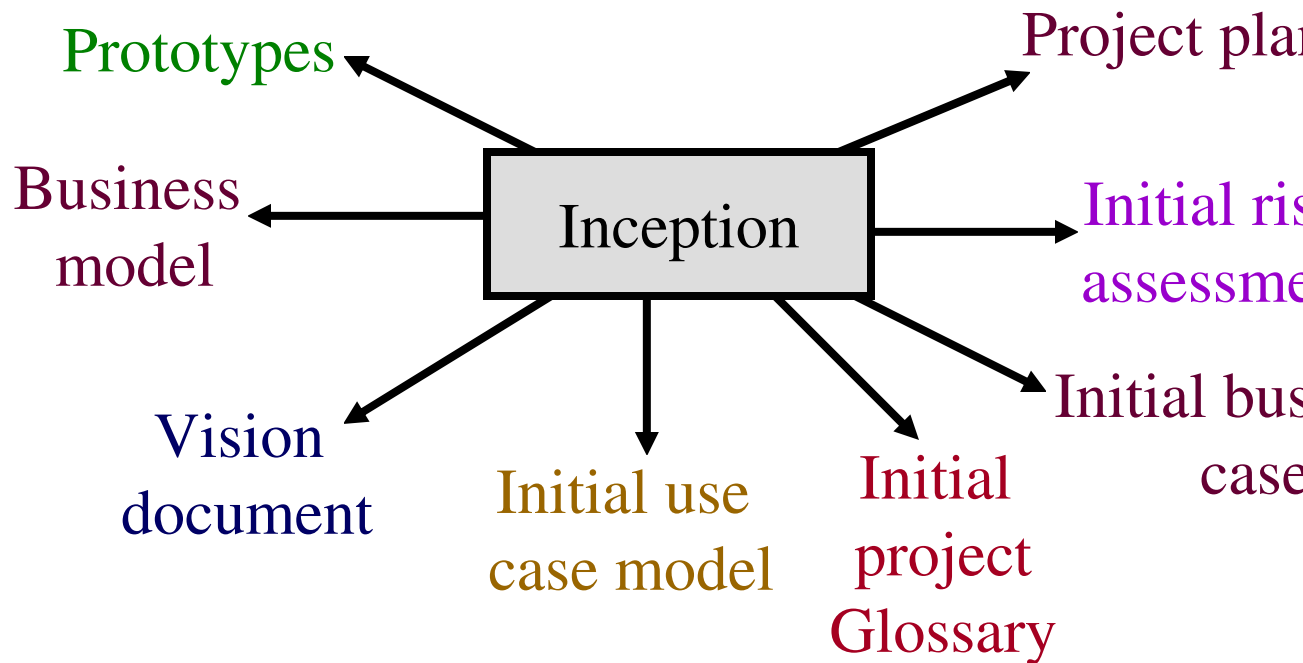 Prototypes
Project
Business
model
Inception
Initial
Vision
document
Initial use
case model
Initial
project
Glossary
Initial
case